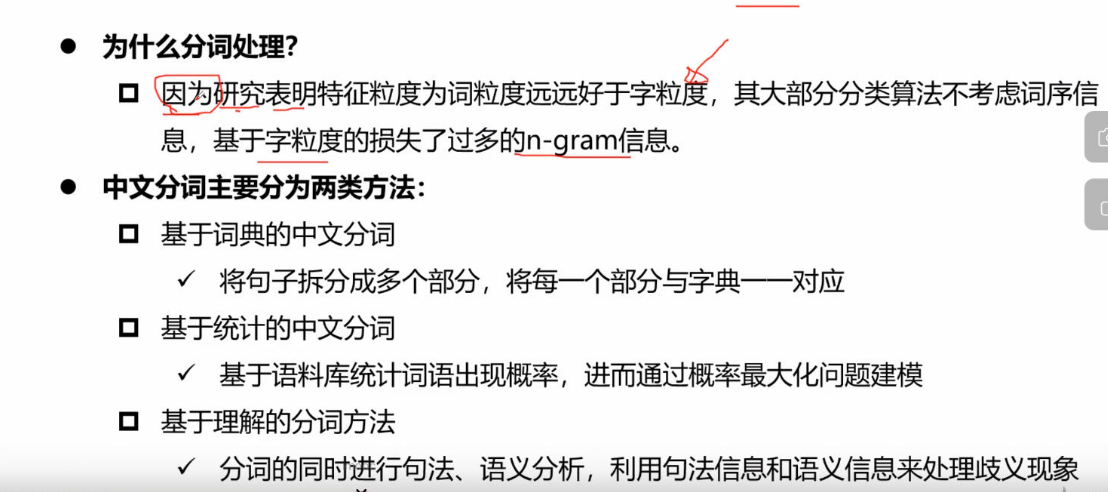 为什么分词处理？
因为研究表明特征粒度为词粒度远远好于字粒度，其大部分分类算法不考虑词序信
息，基于字粒度的损失了过多的n-gram信息。
中文分词主要分为两类方法：
基于词典的中文分词
将句子拆分成多个部分，将每一个部分与字典一一对应
基于统计的中文分词
基于语料库统计词语出现概率，进而通过概率最大化问题建模
基于理解的分词方法
分词的同时进行句法、语义分析，利用句法信息和语义信息来处理歧义现象